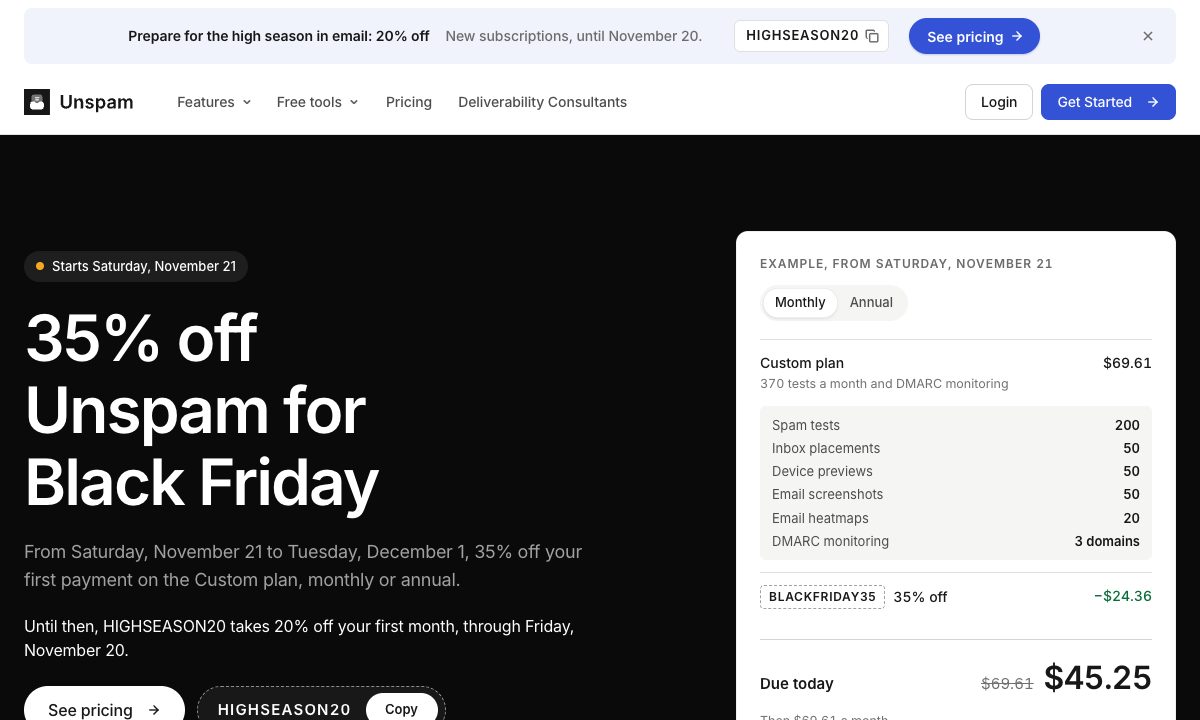 Prepare for the high season in email: 20% off New subscriptions, until November 20. HIGHSEASON20 See pricing
Unspam Features Free tools Pricing Deliverability Consultants Login Get Started
Starts Saturday, November 21
35% off
Unspam for
Black Friday
From Saturday, November 21 to Tuesday, December 1, 35% off your
first payment on the Custom plan, monthly or annual.
Until then, HIGHSEASON20 takes 20% off your first month, through Friday,
November 20.
See pricing HIGHSEASON20 Copy
EXAMPLE, FROM SATURDAY, NOVEMBER 21
Monthly Annual
Custom plan $69.61
370 tests a month and DMARC monitoring
Spam tests 200
Inbox placements 50
Device previews 50
Email screenshots 50
Email heatmaps 20
DMARC monitoring 3 domains
BLACKFRIDAY35 35% off −$24.36
Due today $69.61 $45.25
Then $69.61 a month